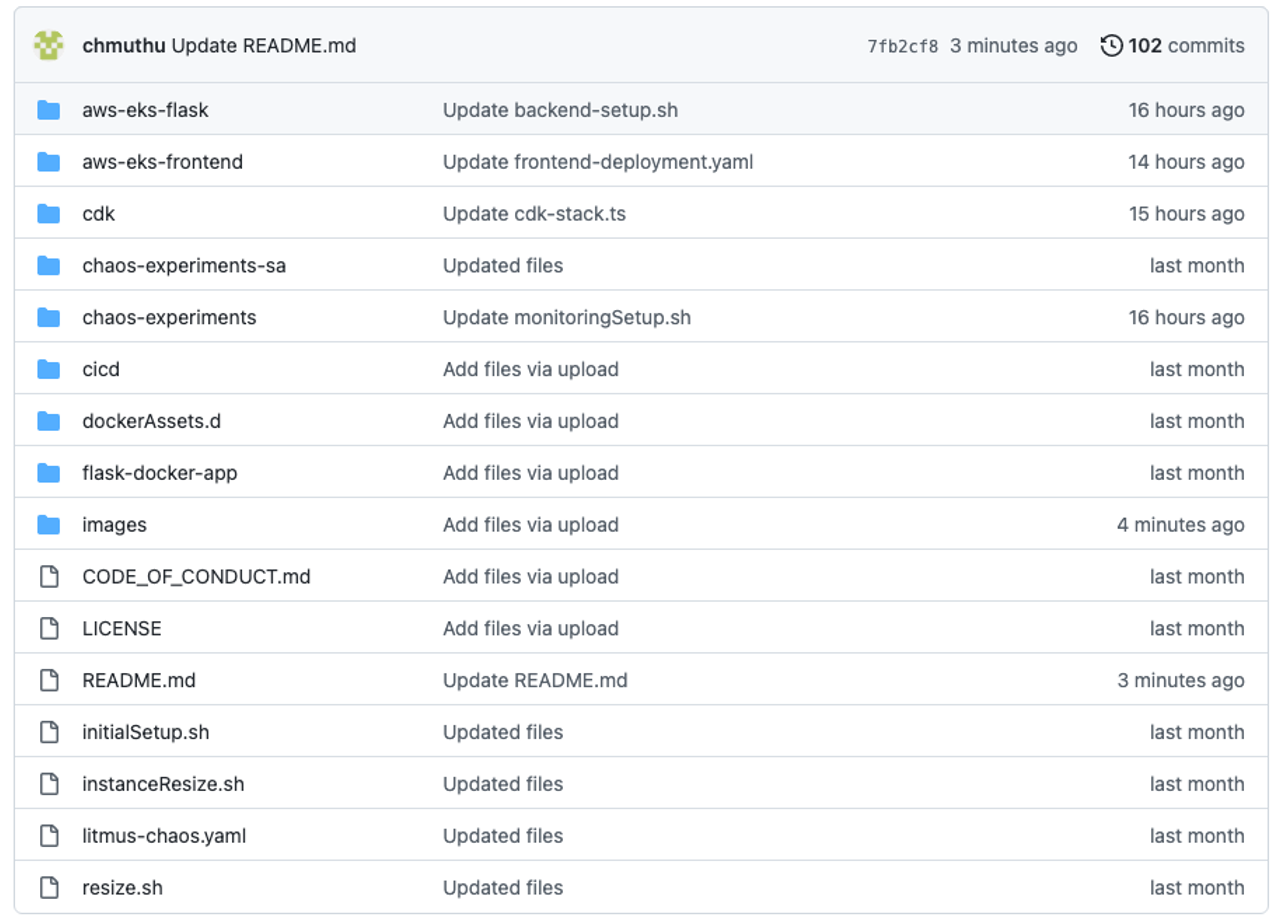 chmuthu Update README.md 7fb2cf8 3 minutes ago 102 commits
aws-eks-flask Update backend-setup.sh 16 hours ago
aws-eks-frontend Update frontend-deployment.yaml 14 hours ago
cdk Update cdk-stack.ts 15 hours ago
chaos-experiments-sa Updated files last month
chaos-experiments Update monitoringSetup.sh 16 hours ago
cicd Add files via upload last month
dockerAssets.d Add files via upload last month
flask-docker-app Add files via upload last month
images Add files via upload 4 minutes ago
CODE_OF_CONDUCT.md Add files via upload last month
LICENSE Add files via upload last month
README.md Update README.md 3 minutes ago
initialSetup.sh Updated files last month
instanceResize.sh Updated files last month
litmus-chaos.yaml Updated files last month
resize.sh Updated files last month